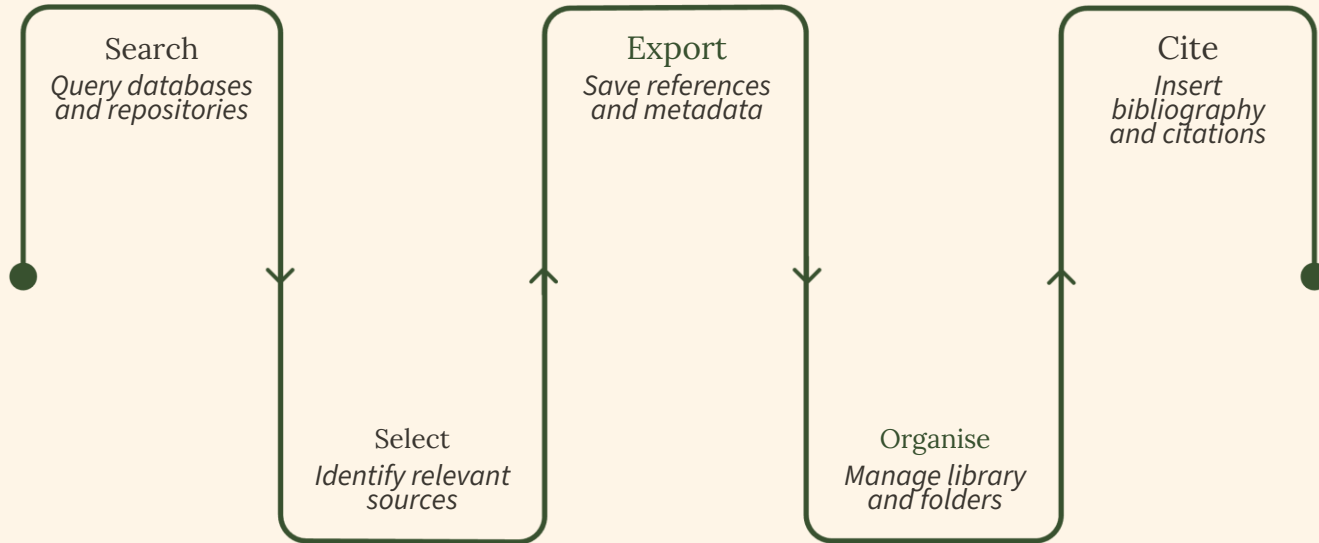 Search
Query databases
and repositories
Select
Identify relevant
sources
Export
Save references
and metadata
Organise
Manage library
and folders
Cite
Insert
bibliography
and citations